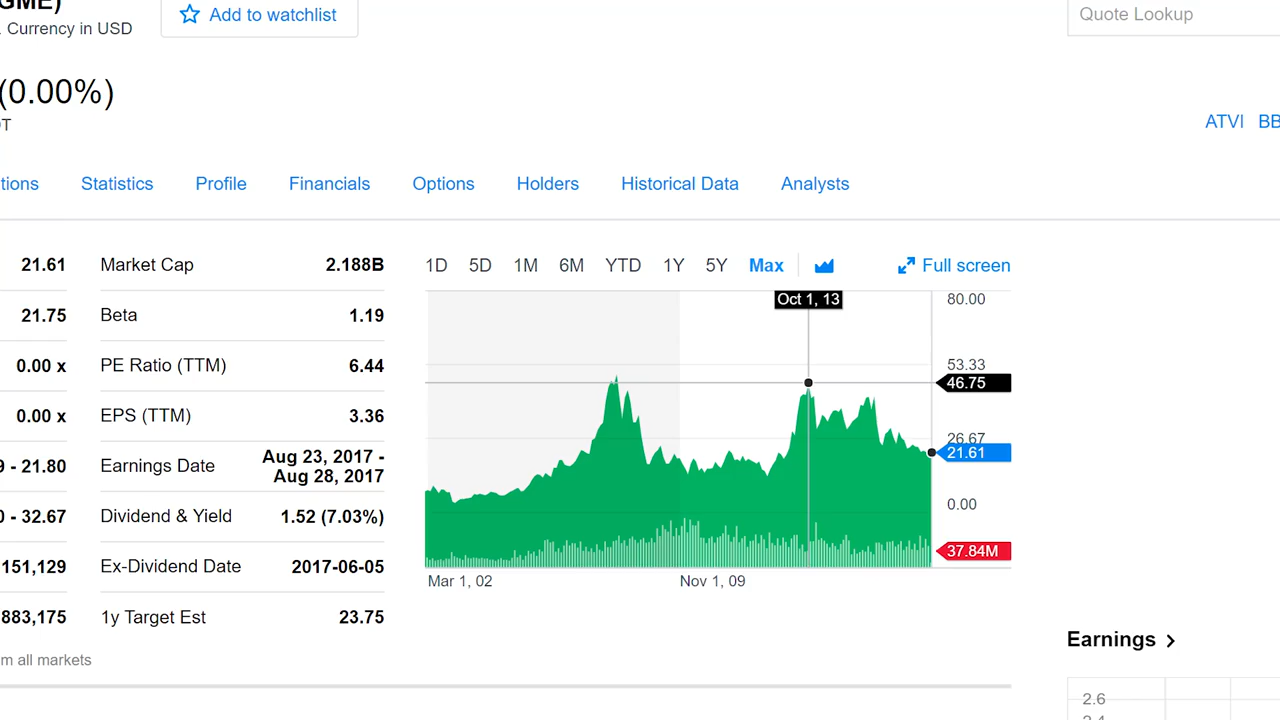 GME)
. Currency in USD
Add to watchlist
Quote Lookup
(0.00%)
ATVI BB
tions Statistics Profile Financials Options Holders Historical Data Analysts
21.61 Market Cap 2.188B
21.75 Beta 1.19
0.00 x PE Ratio (TTM) 6.44
0.00 x EPS (TTM) 3.36
9 - 21.80 Earnings Date Aug 23, 2017 -
Aug 28, 2017
0 - 32.67 Dividend & Yield 1.52 (7.03%)
151,129 Ex-Dividend Date 2017-06-05
883,175 1y Target Est 23.75
m all markets
1D 5D 1M 6M YTD 1Y 5Y Max Full screen
Oct 1, 13
80.00
53.33
46.75
26.67
21.61
0.00
37.84M
Mar 1, 02 Nov 1, 09
Earnings
2.6